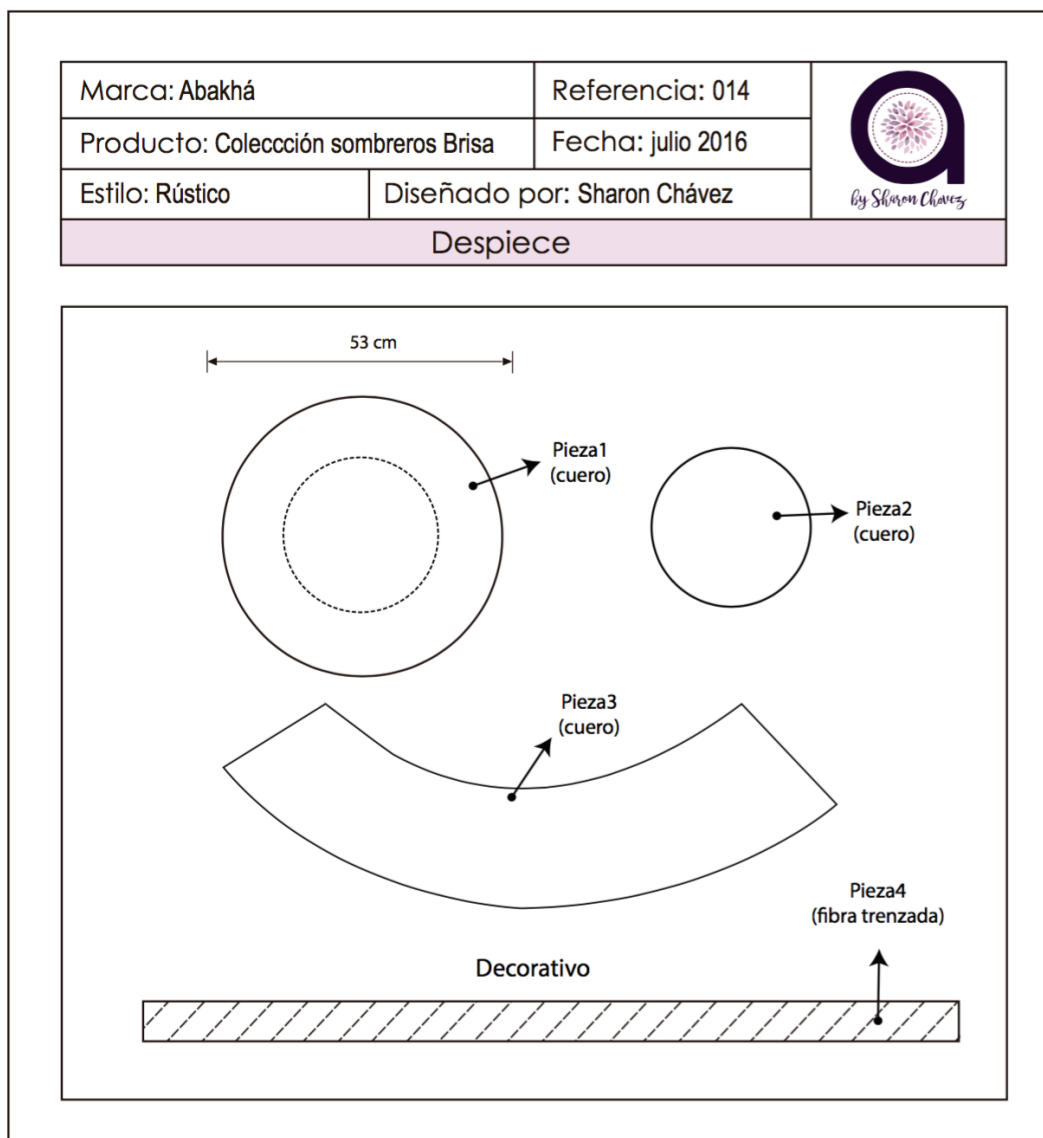 Marca: Abakhá
Referencia: 014
Producto: Coleccción sombreros Brisa
Fecha: julio 2016
Estilo: Rústico
Diseñado por: Sharon Chávez
a
by Sharon Chavez
Despiece
53 cm
Pieza1
(cuero)
Pieza2
(cuero)
Pieza3
(cuero)
Pieza4
(fibra trenzada)
Decorativo